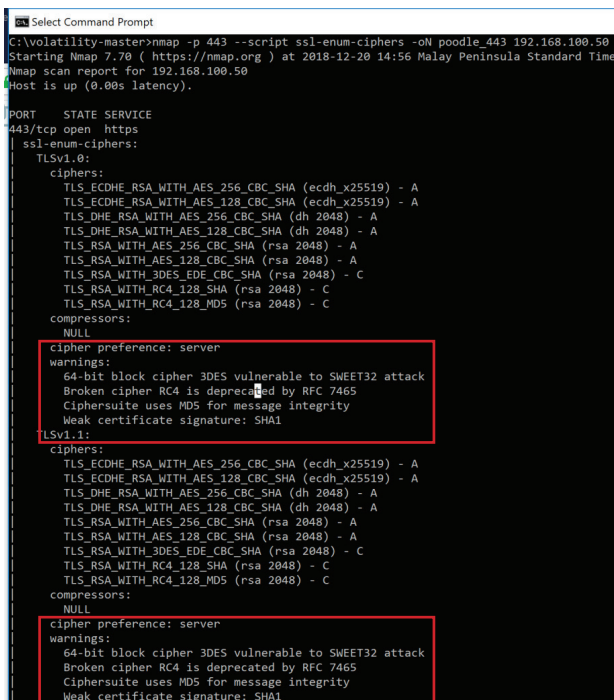 Select Command Prompt
C:\volatility-master>nmap -p 443 --script ssl-enum-ciphers -oN poodle_443 192.168.100.50
Starting Nmap 7.70 ( https://nmap.org ) at 2018-12-20 14:56 Malay Peninsula Standard Time
Nmap scan report for 192.168.100.50
Host is up (0.00s latency).
PORT    STATE SERVICE
443/tcp open  https
| ssl-enum-ciphers:
|   TLSv1.0:
|     ciphers:
|       TLS_ECDHE_RSA_WITH_AES_256_CBC_SHA (ecdh_x25519) - A
|       TLS_ECDHE_RSA_WITH_AES_128_CBC_SHA (ecdh_x25519) - A
|       TLS_DHE_RSA_WITH_AES_256_CBC_SHA (dh 2048) - A
|       TLS_DHE_RSA_WITH_AES_128_CBC_SHA (dh 2048) - A
|       TLS_RSA_WITH_AES_256_CBC_SHA (rsa 2048) - A
|       TLS_RSA_WITH_AES_128_CBC_SHA (rsa 2048) - A
|       TLS_RSA_WITH_3DES_EDE_CBC_SHA (rsa 2048) - C
|       TLS_RSA_WITH_RC4_128_SHA (rsa 2048) - C
|       TLS_RSA_WITH_RC4_128_MD5 (rsa 2048) - C
|     compressors:
|       NULL
|     cipher preference: server
|     warnings:
|       64-bit block cipher 3DES vulnerable to SWEET32 attack
|       Broken cipher RC4 is deprecated by RFC 7465
|       Ciphersuite uses MD5 for message integrity
|       Weak certificate signature: SHA1
|   TLSv1.1:
|     ciphers:
|       TLS_ECDHE_RSA_WITH_AES_256_CBC_SHA (ecdh_x25519) - A
|       TLS_ECDHE_RSA_WITH_AES_128_CBC_SHA (ecdh_x25519) - A
|       TLS_DHE_RSA_WITH_AES_256_CBC_SHA (dh 2048) - A
|       TLS_DHE_RSA_WITH_AES_128_CBC_SHA (dh 2048) - A
|       TLS_RSA_WITH_AES_256_CBC_SHA (rsa 2048) - A
|       TLS_RSA_WITH_AES_128_CBC_SHA (rsa 2048) - A
|       TLS_RSA_WITH_3DES_EDE_CBC_SHA (rsa 2048) - C
|       TLS_RSA_WITH_RC4_128_SHA (rsa 2048) - C
|       TLS_RSA_WITH_RC4_128_MD5 (rsa 2048) - C
|     compressors:
|       NULL
|     cipher preference: server
|     warnings:
|       64-bit block cipher 3DES vulnerable to SWEET32 attack
|       Broken cipher RC4 is deprecated by RFC 7465
|       Ciphersuite uses MD5 for message integrity
|       Weak certificate signature: SHA1